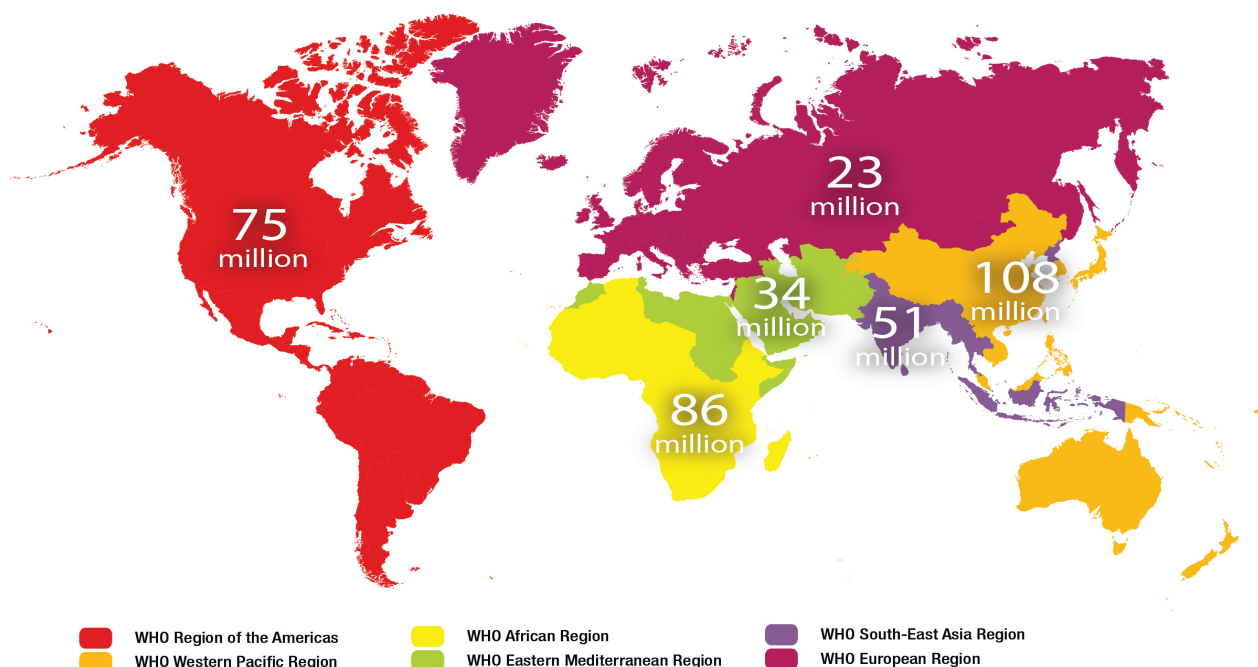 23
million
75
million
108
million
34
million
51
million
86
million
WHO Region of the Americas
WHO African Region
WHO South-East Asia Region
WHO Western Pacific Region
WHO Eastern Mediterranean Region
WHO European Region